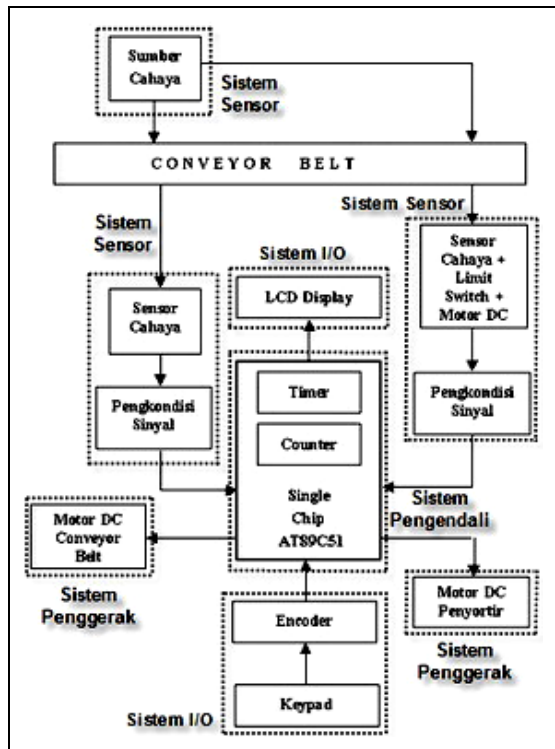 Sumber
Cahaya
Sistem
Sensor
CONVEYOR BELT
Sistem
Sensor
Sistem Sensor
Sistem I/O
LCD Display
Sensor
Cahaya
Sensor
Cahaya +
Limit
Switch +
Motor DC
Pengkondisi
Sinyal
Timer
Counter
Single
Chip
AT89C51
Pengkondisi
Sinyal
Sistem
Pengendali
Motor DC
Conveyor
Belt
Sistem
Penggerak
Motor DC
Penyortir
Sistem
Penggerak
Encoder
Keypad
Sistem I/O